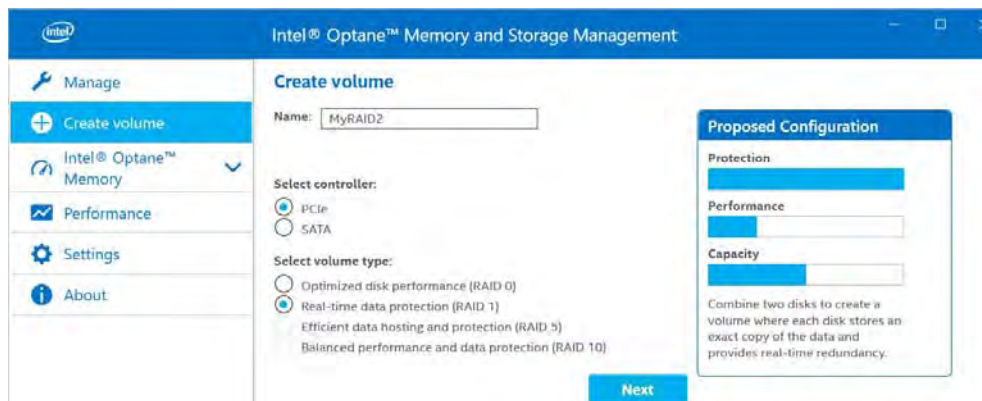 intel
Intel® Optane™ Memory and Storage Management
Manage
Create volume
Intel® Optane™
Memory
Performance
Settings
About
Create volume
Name: MyRAID2
Select controller:
PCIe
SATA
Select volume type:
Optimized disk performance (RAID 0)
Real-time data protection (RAID 1)
Efficient data hosting and protection (RAID 5)
Balanced performance and data protection (RAID 10)
Next
Proposed Configuration
Protection
Performance
Capacity
Combine two disks to create a
volume where each disk stores an
exact copy of the data and
provides real-time redundancy.